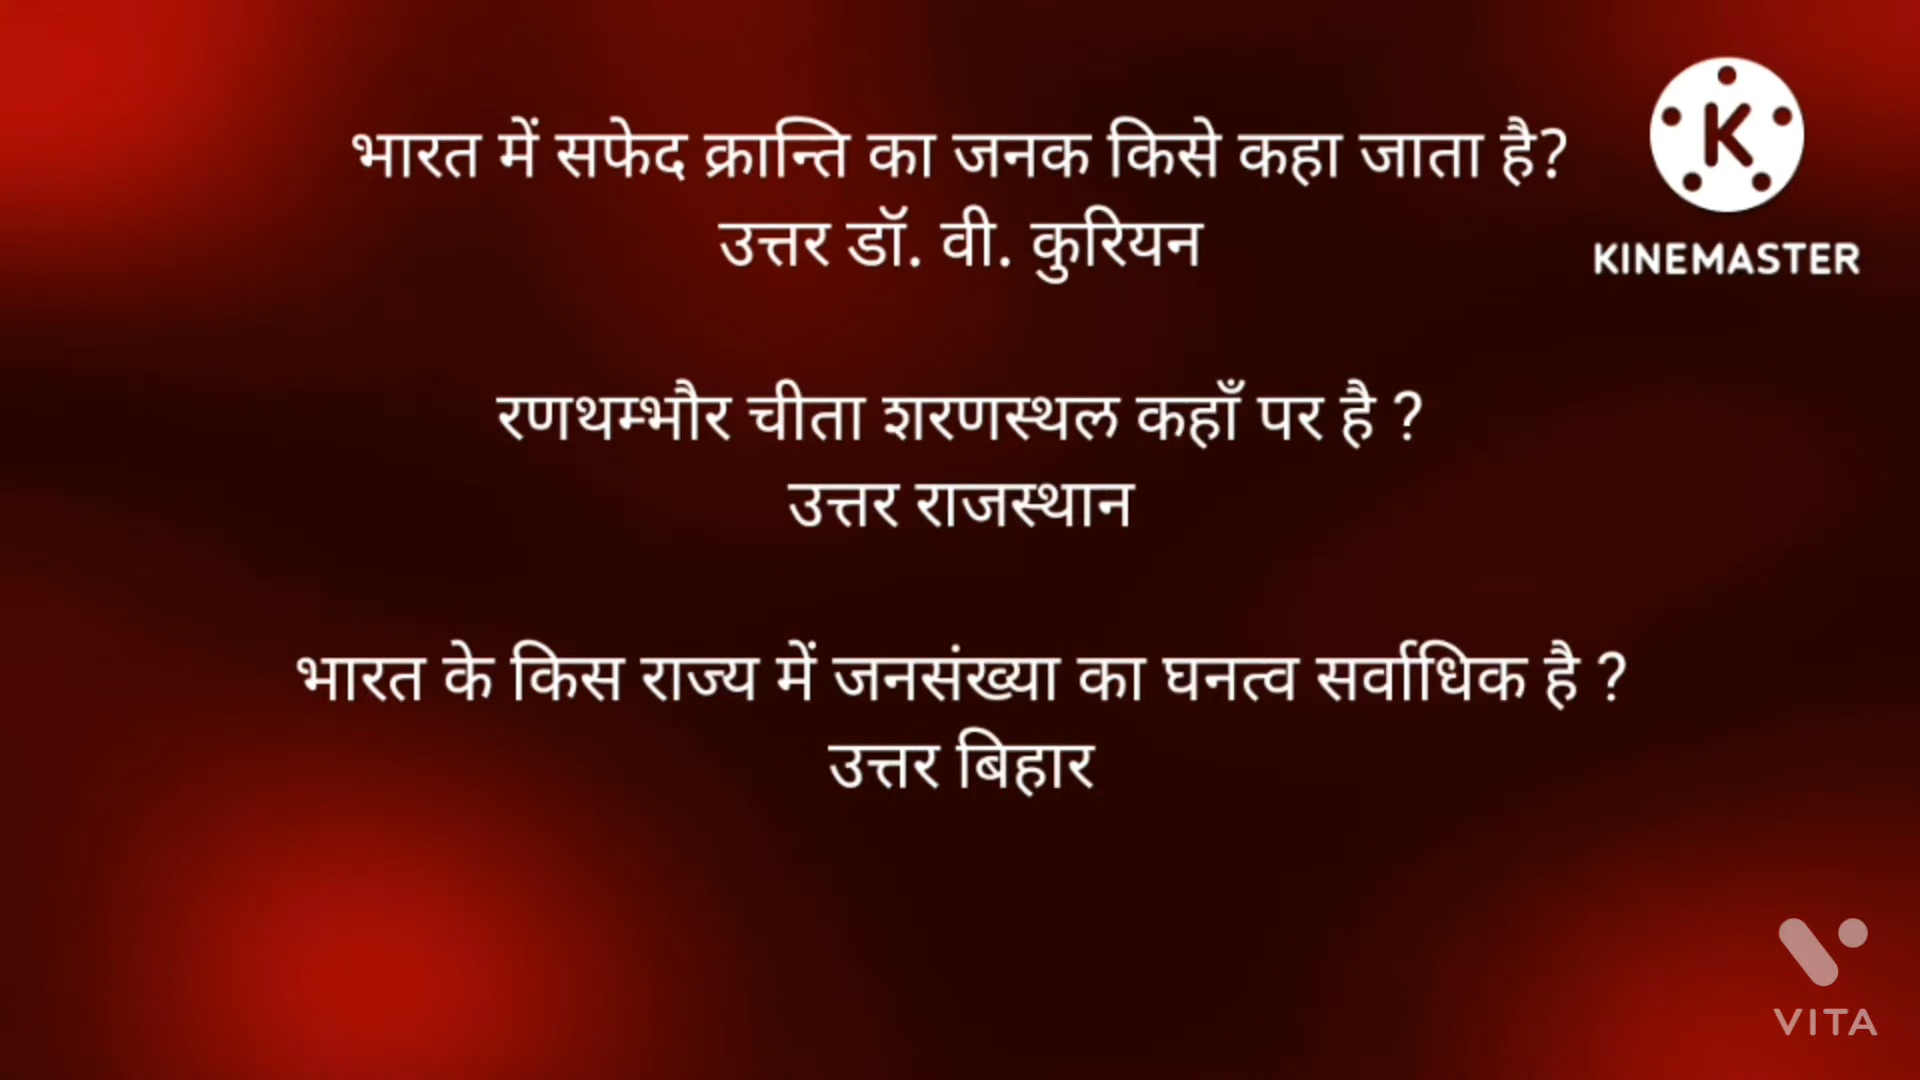 भारत में सफेद क्रान्ति का जनक किसे कहा जाता है?
उत्तर डॉ. वी. कुरियन
रणथम्भौर चीता शरणस्थल कहाँ पर है ?
उत्तर राजस्थान
भारत के किस राज्य में जनसंख्या का घनत्व सर्वाधिक है ?
उत्तर बिहार
K
KINEMASTER
VITA